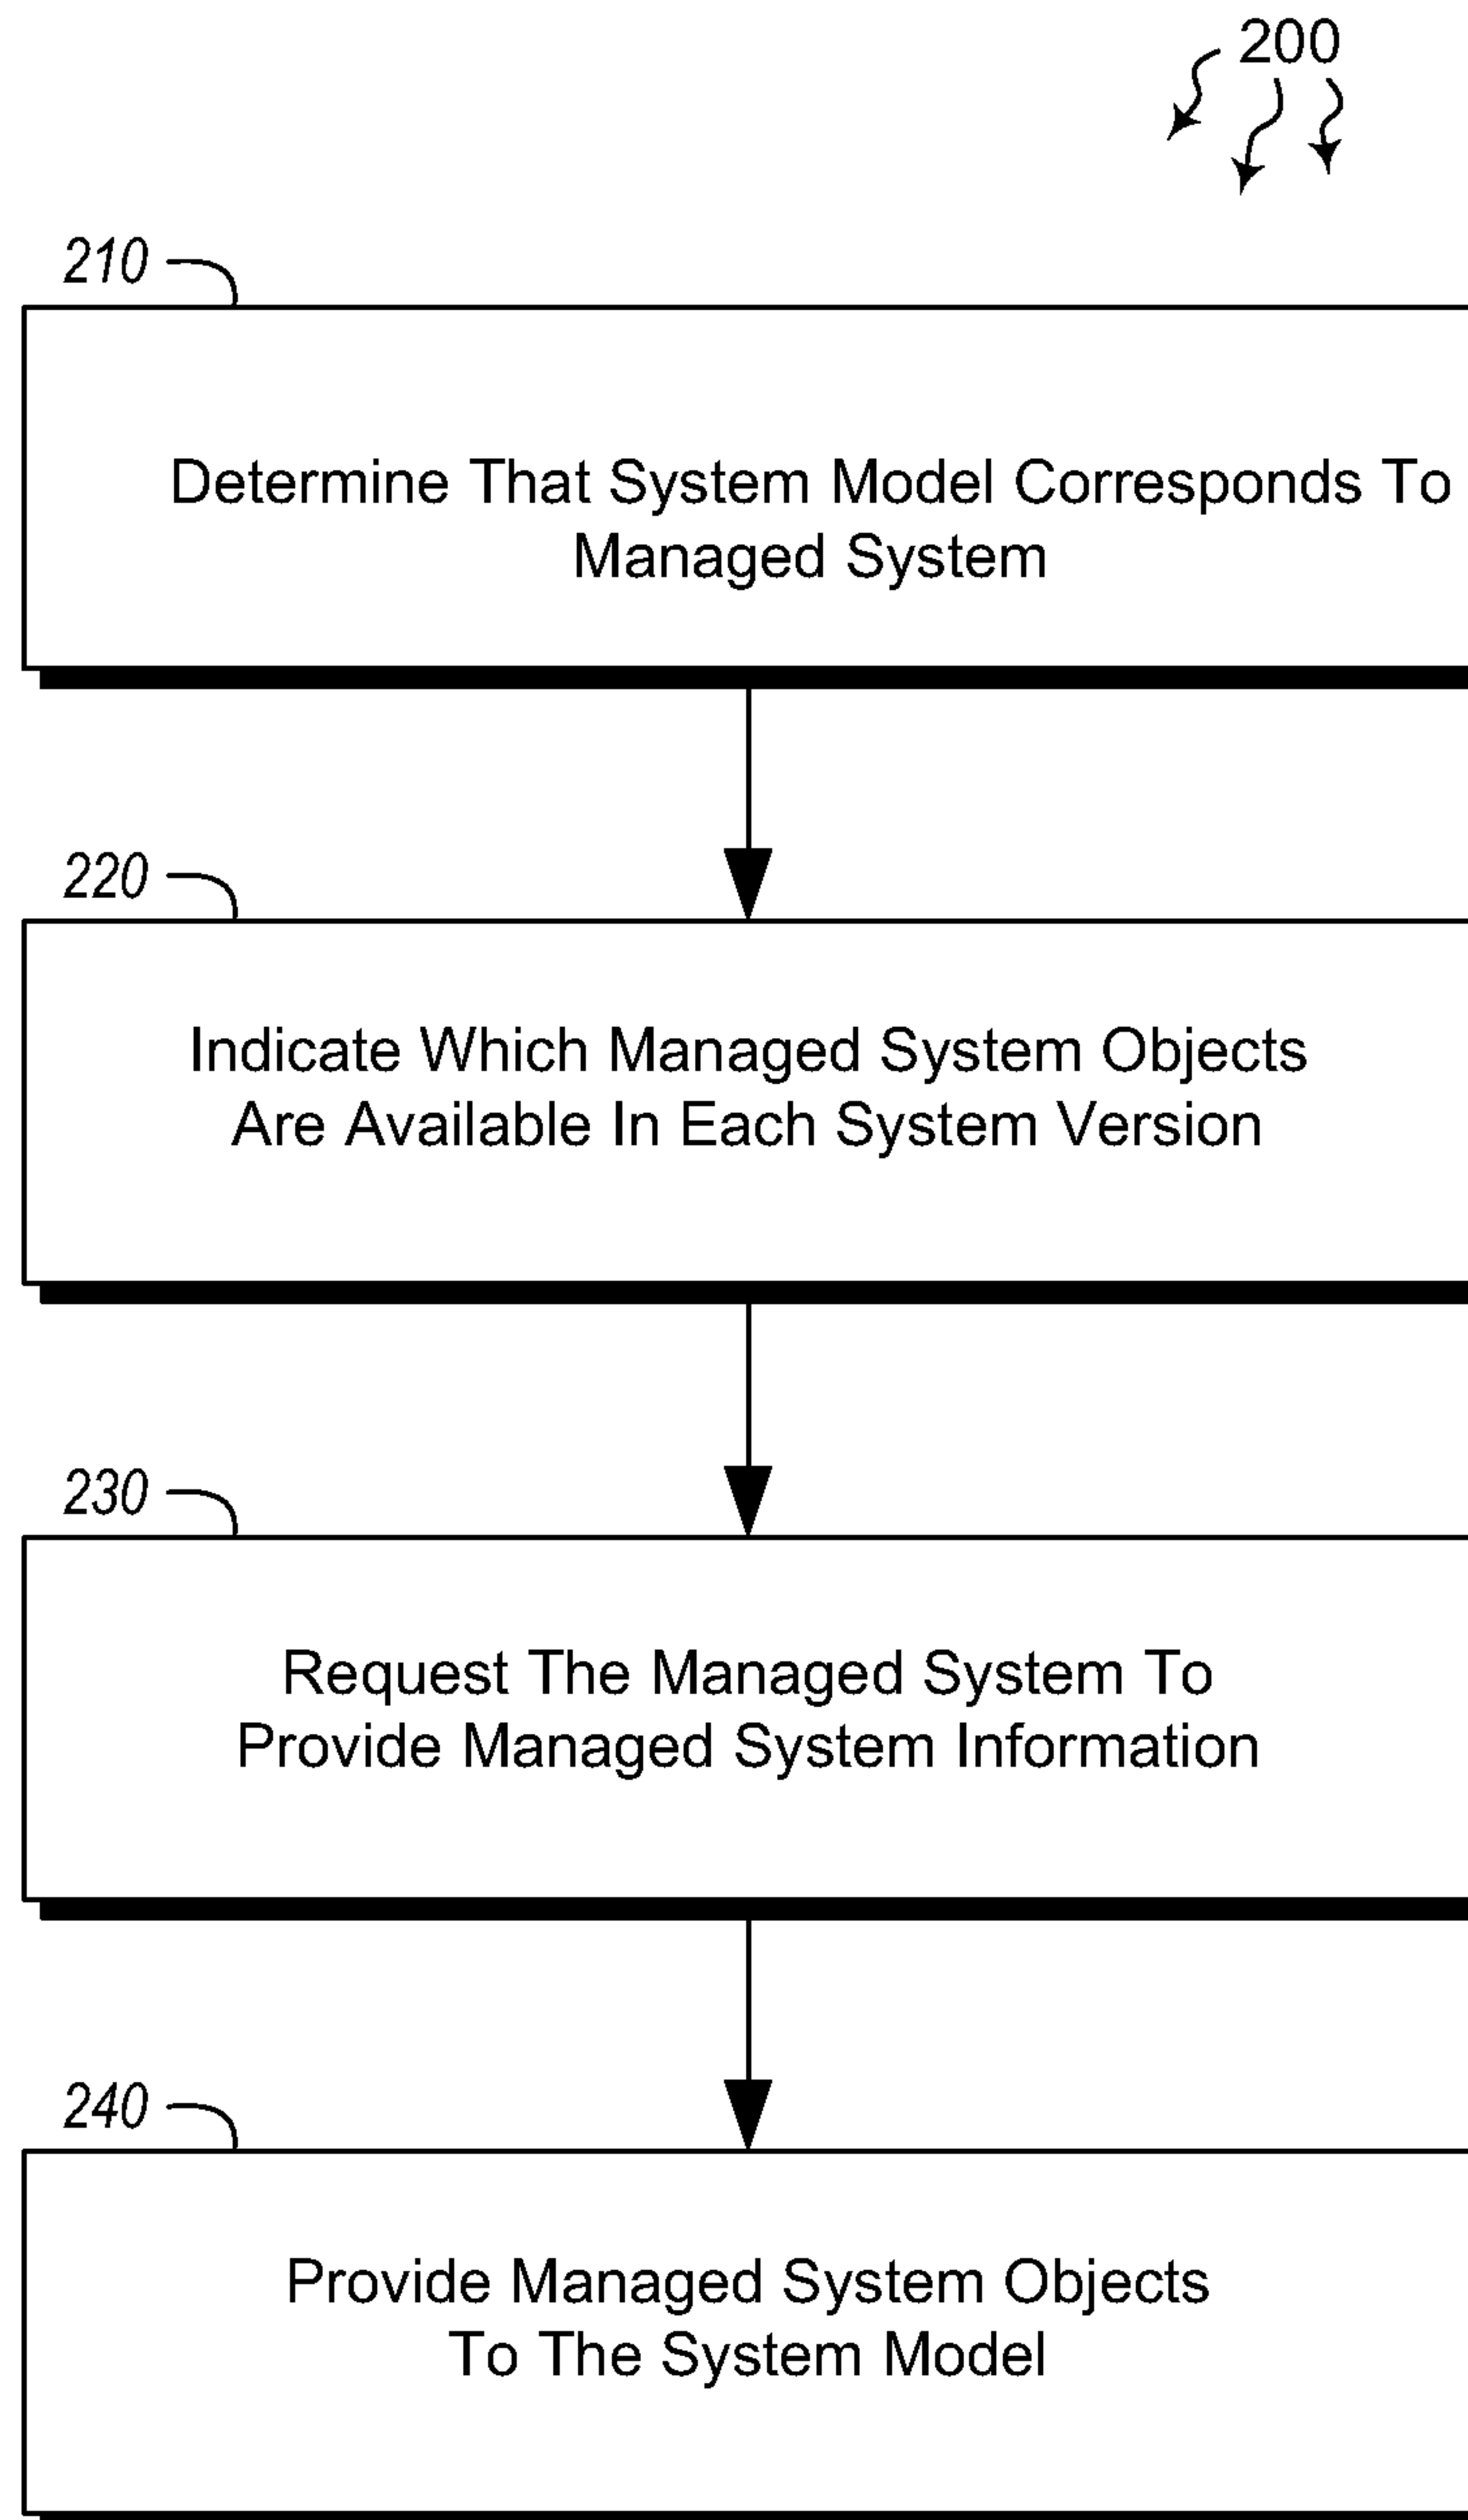 200
210
Determine That System Model Corresponds To
Managed System
220
Indicate Which Managed System Objects
Are Available In Each System Version
230
Request The Managed System To
Provide Managed System Information
240
Provide Managed System Objects
To The System Model